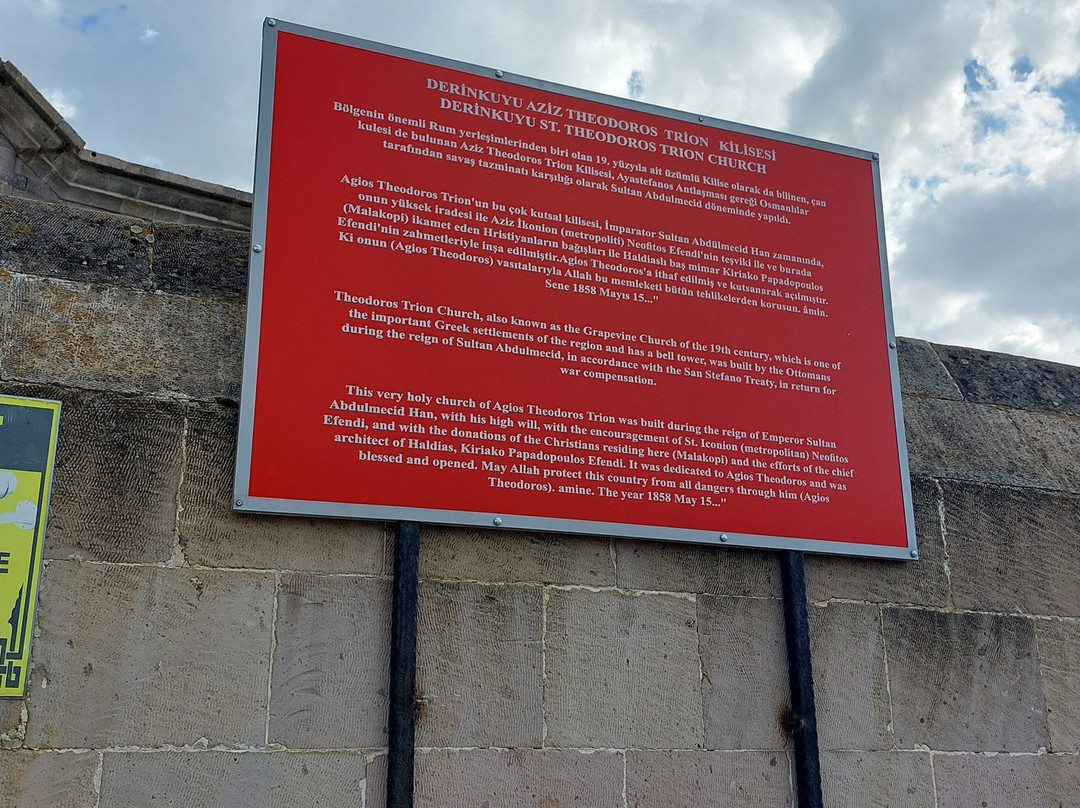 DERİNKUYU AZİZ THEODOROS TRİON KİLİSESİ
DERİNKUYU ST. THEODOROS TRION CHURCH
Bölgenin önemli Rum yerleşimlerinden biri olan 19. yüzyıla ait üzümlü Kilise olarak da bilinen, çan
kulesi de bulunan Aziz Theodoros Trion Kilisesi, Ayastefanos Antlaşması gereği Osmanlılar
tarafından savaş tazminatı karşılığı olarak Sultan Abdulmecid döneminde yapıldı.
Agios Theodoros Trion'un bu çok kutsal kilisesi, İmparator Sultan Abdülmecid Han zamanında,
onun yüksek iradesi ile Aziz İkonion (metropoliti) Neofitos Efendi'nin teşviki ile ve burada
(Malakopi) ikamet eden Hristiyanların bağışları ile Haldiaslı baş mimar Kiriako Papadopoulos
Efendi'nin zahmetleriyle inşa edilmiştir.Agios Theodoros'a ithaf edilmiş ve kutsanarak açılmıştır.
Ki onun (Agios Theodoros) vasıtalarıyla Allah bu memleketi bütün tehlikelerden korusun. âmin.
Sene 1858 Mayıs 15..."
Theodoros Trion Church, also known as the Grapevine Church of the 19th century, which is one of
the important Greek settlements of the region and has a bell tower, was built by the Ottomans
during the reign of Sultan Abdulmecid, in accordance with the San Stefano Treaty, in return for
war compensation.
This very holy church of Agios Theodoros Trion was built during the reign of Emperor Sultan
Abdulmecid Han, with his high will, with the encouragement of St. Iconion (metropolitan) Neofitos
Efendi, and with the donations of the Christians residing here (Malakopi) and the efforts of the chief
architect of Haldias, Kiriako Papadopoulos Efendi. It was dedicated to Agios Theodoros and was
blessed and opened. May Allah protect this country from all dangers through him (Agios
Theodoros). amine. The year 1858 May 15..."